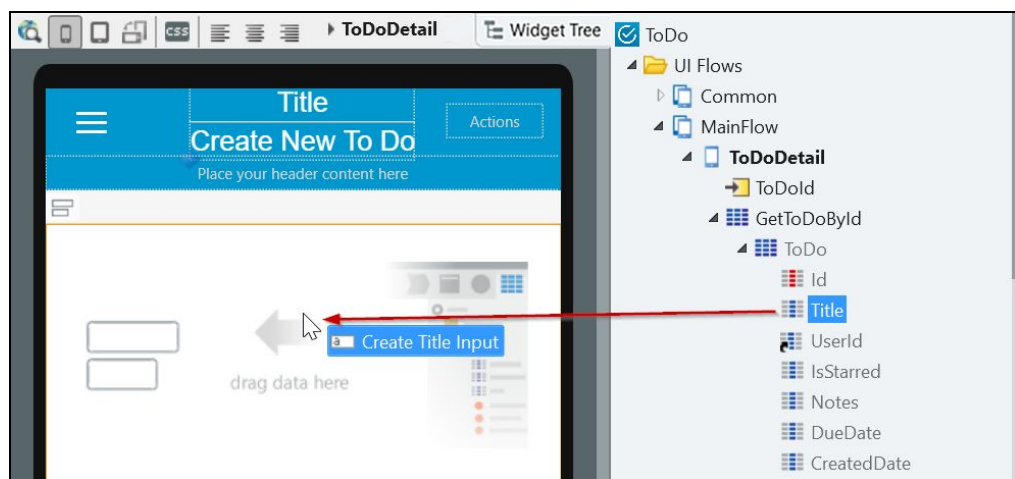 CSS
ToDoDetail
Widget Tree
Title
Create New To Do
Actions
Place your header content here
a
Create Title Input
drag data here
ToDo
UI Flows
Common
MainFlow
ToDoDetail
ToDoId
GetToDoById
ToDo
Id
Title
UserId
IsStarred
Notes
DueDate
CreatedDate